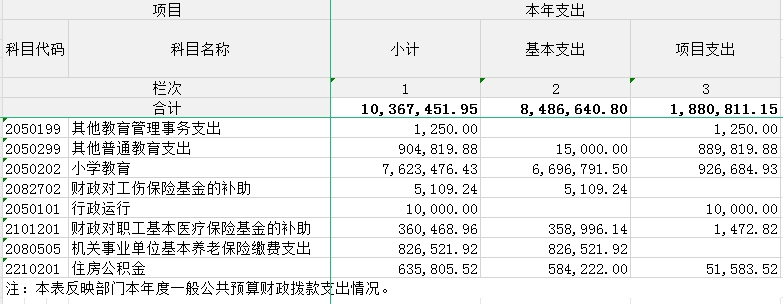 项目 本年支出
科目代码 科目名称 小计 基本支出 项目支出
栏次 1 2 3
合计 10,367,451.95 8,486,640.80 1,880,811.15
2050199 其他教育管理事务支出 1,250.00 1,250.00
2050299 其他普通教育支出 904,819.88 15,000.00 889,819.88
2050202 小学教育 7,623,476.43 6,696,791.50 926,684.93
2082702 财政对工伤保险基金的补助 5,109.24 5,109.24
2050101 行政运行 10,000.00 10,000.00
2101201 财政对职工基本医疗保险基金的补助 360,468.96 358,996.14 1,472.82
2080505 机关事业单位基本养老保险缴费支出 826,521.92 826,521.92
2210201 住房公积金 635,805.52 584,222.00 51,583.52
注：本表反映部门本年度一般公共预算财政拨款支出情况。